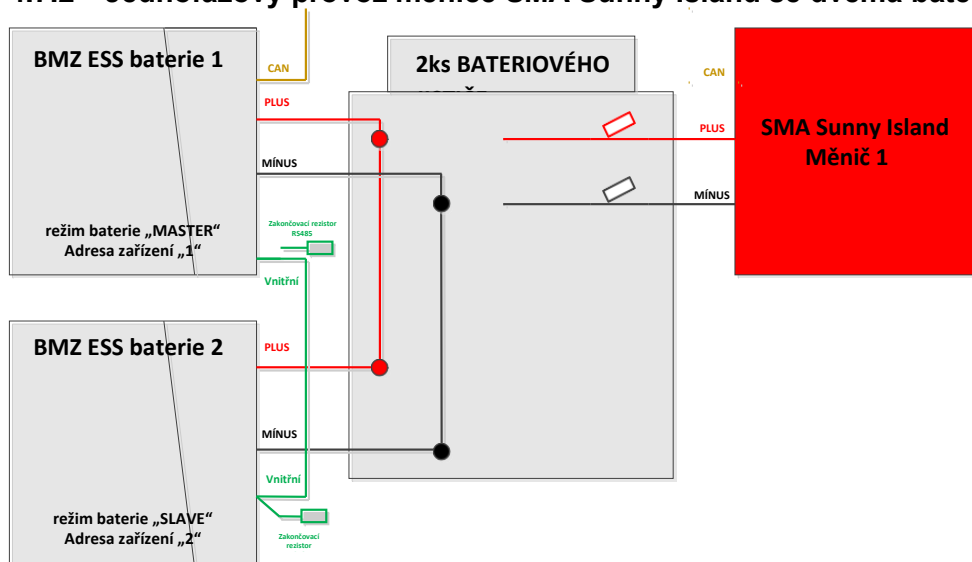 BMZ ESS baterie 1
CAN
PLUS
MÍNUS
režim baterie „MASTER“
Adresa zařízení „1“
Zakončovací rezistor
RS485
Vnitřní
2ks BATERIOVÉHO
CAN
PLUS
MÍNUS
SMA Sunny Island
Měnič 1
BMZ ESS baterie 2
PLUS
MÍNUS
Vnitřní
režim baterie „SLAVE“
Adresa zařízení „2“
Zakončovací
rezistor